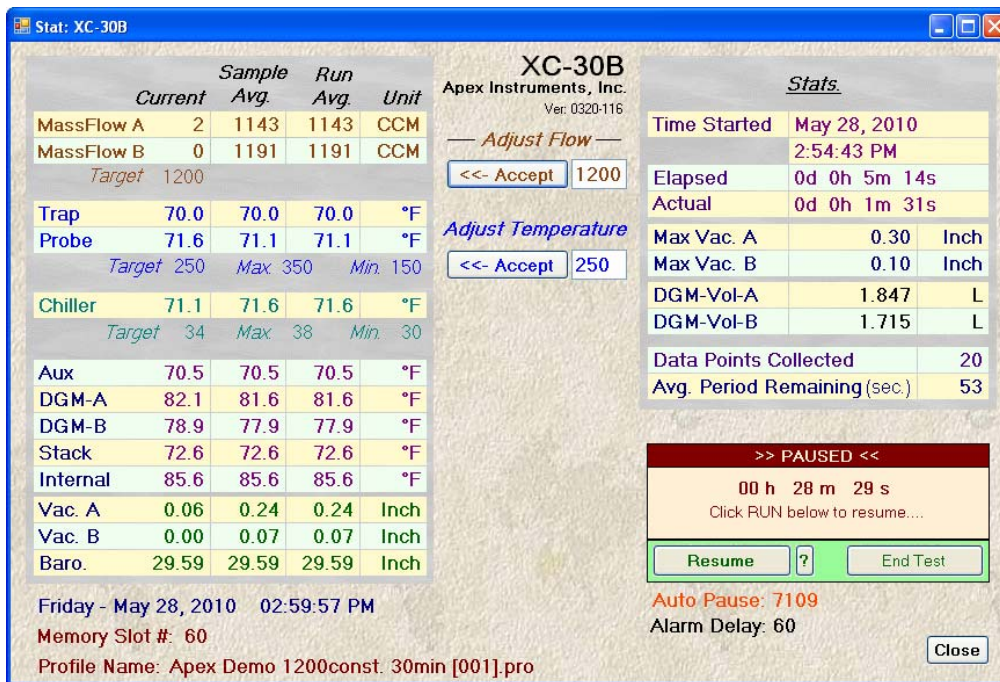 Stat: XC-30B
Current Sample Avg. Run Avg. Unit
MassFlow A 2 1143 1143 CCM
MassFlow B 0 1191 1191 CCM
Target 1200
Trap 70.0 70.0 70.0 °F
Probe 71.6 71.1 71.1 °F
Target 250 Max. 350 Min. 150
Chiller 71.1 71.6 71.6 °F
Target 34 Max. 38 Min. 30
Aux 70.5 70.5 70.5 °F
DGM-A 82.1 81.6 81.6 °F
DGM-B 78.9 77.9 77.9 °F
Stack 72.6 72.6 72.6 °F
Internal 85.6 85.6 85.6 °F
Vac. A 0.06 0.24 0.24 Inch
Vac. B 0.00 0.07 0.07 Inch
Baro. 29.59 29.59 29.59 Inch
Friday - May 28, 2010 02:59:57 PM
Memory Slot #: 60
Profile Name: Apex Demo 1200const. 30min [001].pro
XC-30B
Apex Instruments, Inc.
Ver: 0320-116
Adjust Flow
<<- Accept 1200
Adjust Temperature
<<- Accept 250
Stats.
Time Started May 28, 2010
2:54:43 PM
Elapsed 0d 0h 5m 14s
Actual 0d 0h 1m 31s
Max Vac. A 0.30 Inch
Max Vac. B 0.10 Inch
DGM-Vol-A 1.847 L
DGM-Vol-B 1.715 L
Data Points Collected 20
Avg. Period Remaining (sec.) 53
>> PAUSED <<
00 h 28 m 29 s
Click RUN below to resume....
Resume ? End Test
Auto Pause: 7109
Alarm Delay: 60
Close